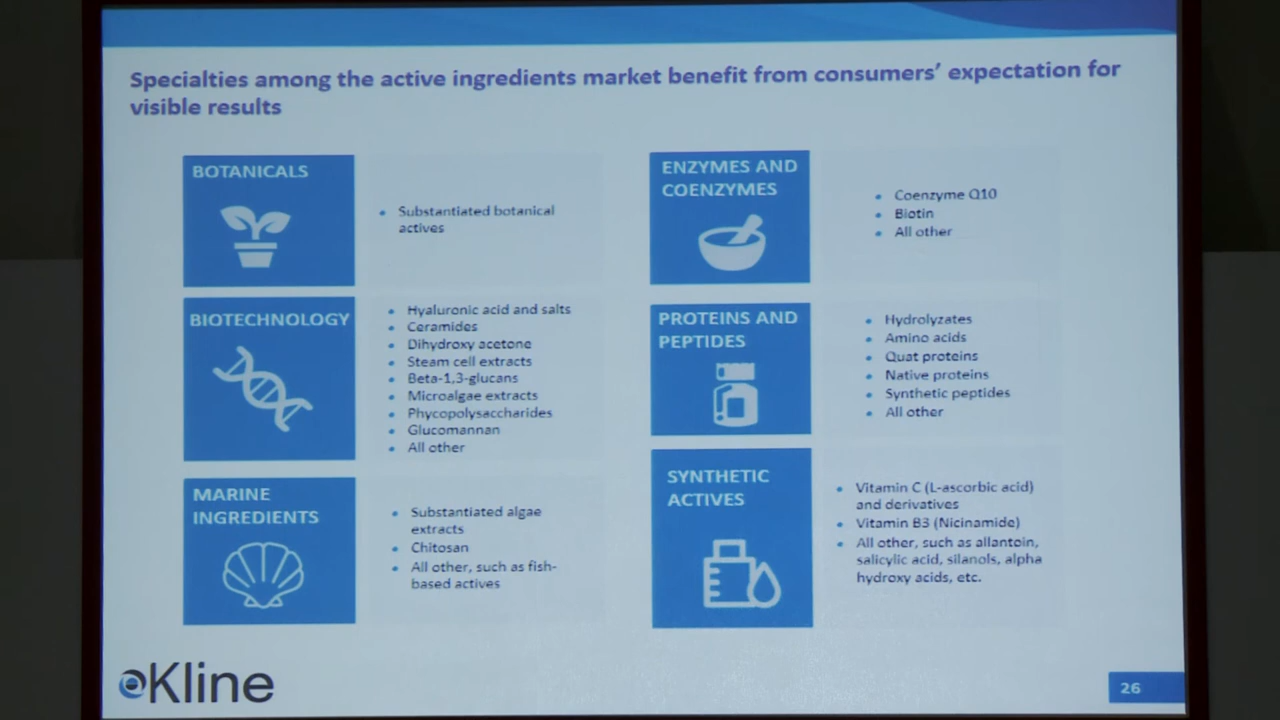 Specialties among the active ingredients market benefit from consumers' expectation for
visible results
BOTANICALS
• Substantiated botanical
actives
BIOTECHNOLOGY
• Hyaluronic acid and salts
• Ceramides
• Dihydroxy acetone
• Steam cell extracts
• Beta-1,3-glucans
• Microalgae extracts
• Phycopolysaccharides
• Glucomannan
• All other
MARINE
INGREDIENTS
• Substantiated algae
extracts
• Chitosan
• All other, such as fish-
based actives
ENZYMES AND
COENZYMES
• Coenzyme Q10
• Biotin
• All other
PROTEINS AND
PEPTIDES
• Hydrolyzates
• Amino acids
• Quat proteins
• Native proteins
• Synthetic peptides
• All other
SYNTHETIC
ACTIVES
• Vitamin C (L-ascorbic acid)
and derivatives
• Vitamin B3 (Nicinamide)
• All other, such as allantoin,
salicylic acid, silanols, alpha
hydroxy acids, etc.
Kline
26